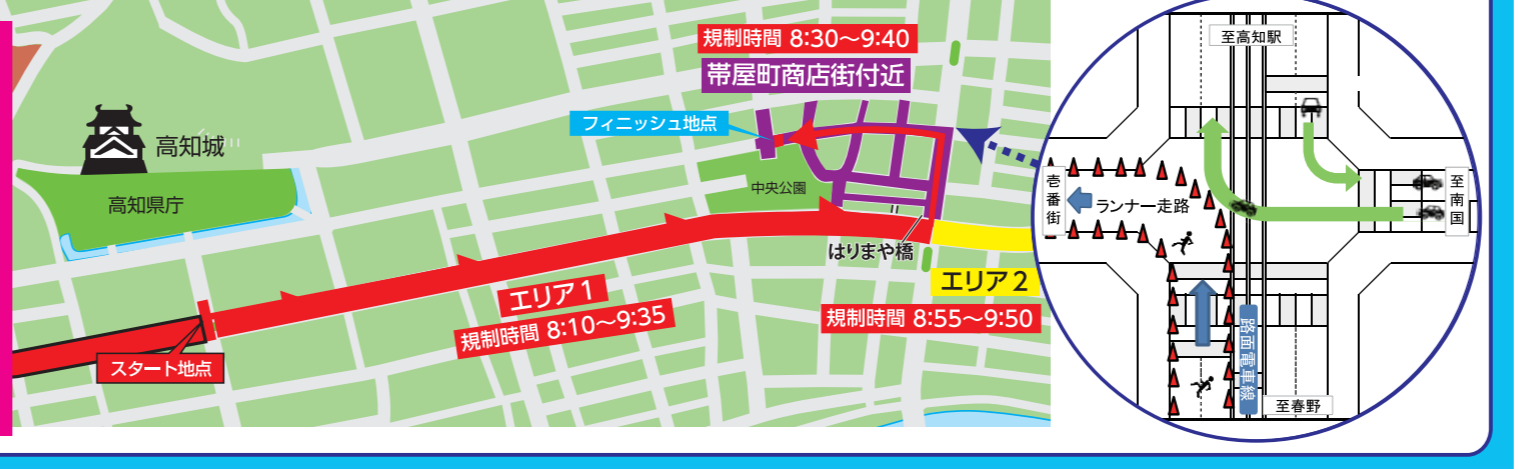 規制時間 8:30〜9:40
帯屋町商店街付近
フィニッシュ地点
高知城
高知県庁
中央公園
はりまや橋
エリア1
規制時間 8:10〜9:35
スタート地点
エリア2
規制時間 8:55〜9:50
至高知駅
壱番街
ランナー走路
至南国
路面電車線
至春野